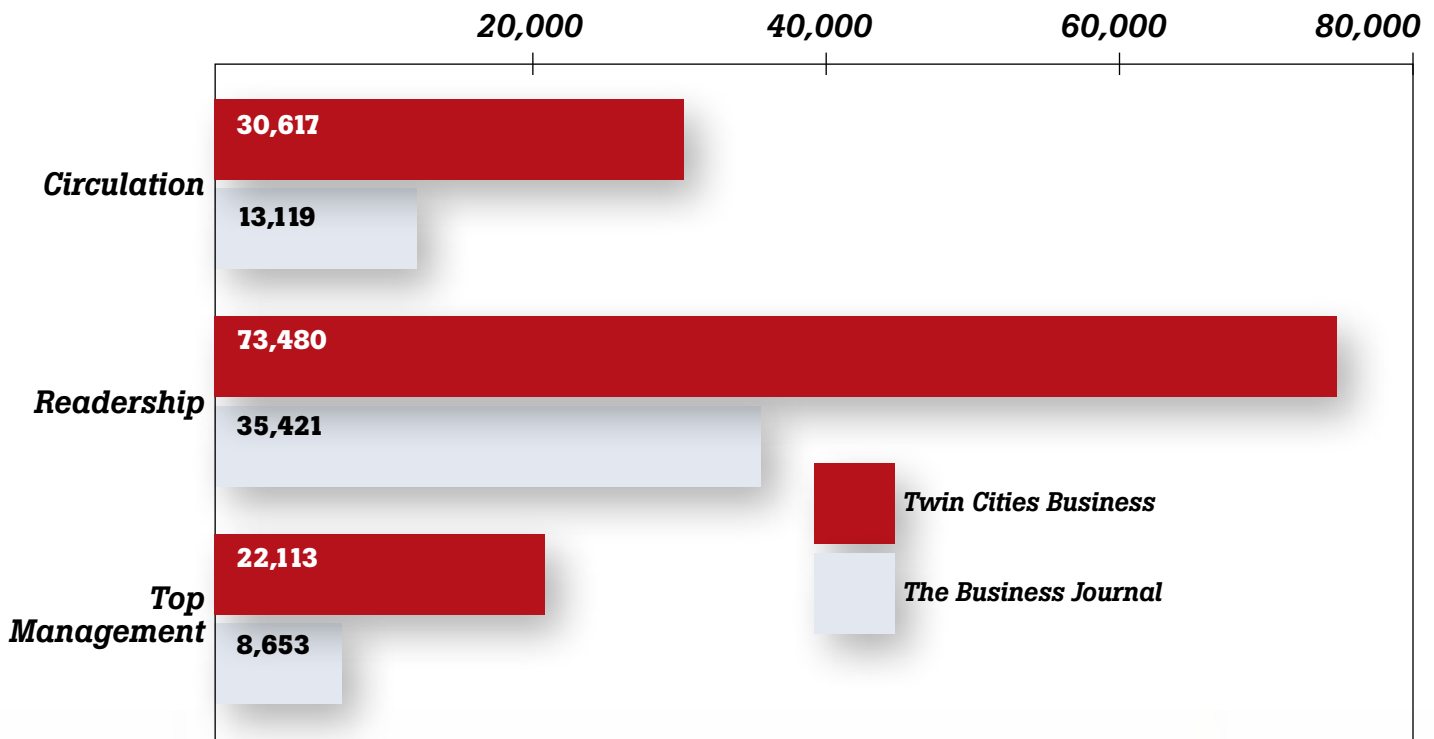 20,000 40,000 60,000 80,000
Circulation
30,617
13,119
Readership
73,480
35,421
Top
Management
22,113
8,653
Twin Cities Business
The Business Journal